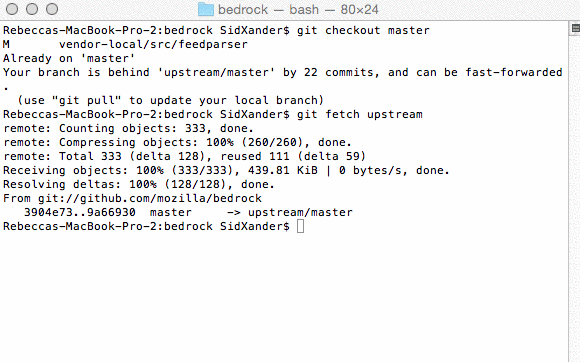 bedrock — bash — 80×24
Rebeccas-MacBook-Pro-2:bedrock SidXander$ git checkout master
M       vendor-local/src/feedparser
Already on 'master'
Your branch is behind 'upstream/master' by 22 commits, and can be fast-forwarded
.
  (use "git pull" to update your local branch)
Rebeccas-MacBook-Pro-2:bedrock SidXander$ git fetch upstream
remote: Counting objects: 333, done.
remote: Compressing objects: 100% (260/260), done.
remote: Total 333 (delta 128), reused 111 (delta 59)
Receiving objects: 100% (333/333), 439.81 KiB | 0 bytes/s, done.
Resolving deltas: 100% (128/128), done.
From git://github.com/mozilla/bedrock
   3904e73..9a66930  master     -> upstream/master
Rebeccas-MacBook-Pro-2:bedrock SidXander$